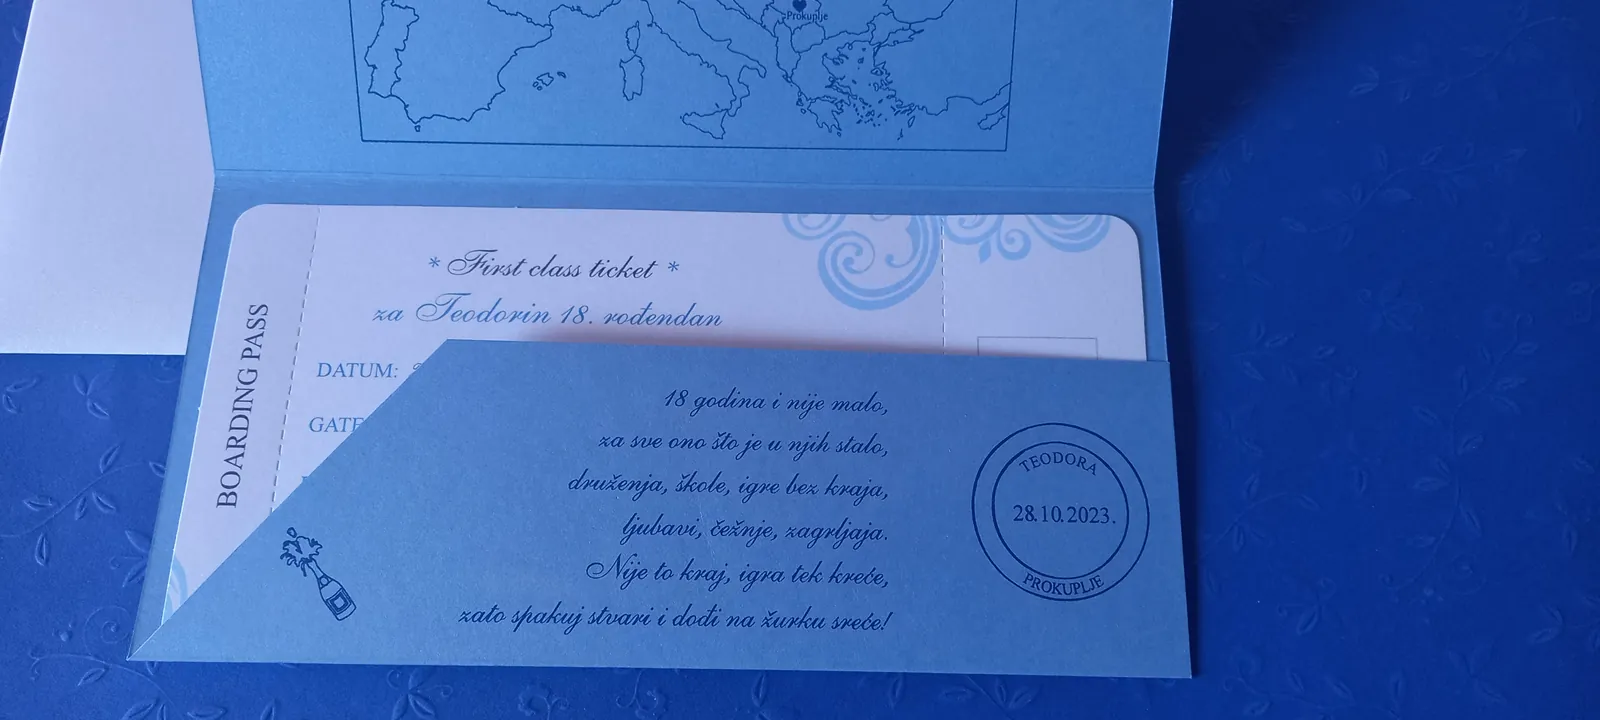 Prokuplje
* First class ticket *
za Teodorin 18. rođendan
BOARDING PASS
DATUM:
GATE
18 godina i nije malo,
za sve ono što je u njih stalo,
druženja, škole, igre bez kraja,
ljubavi, čežnje, zagrljaja.
Nije to kraj, igra tek kreće,
zato spakuj stvari i dođi na žurku sreće!
TEODORA
28.10.2023.
PROKUPLJE